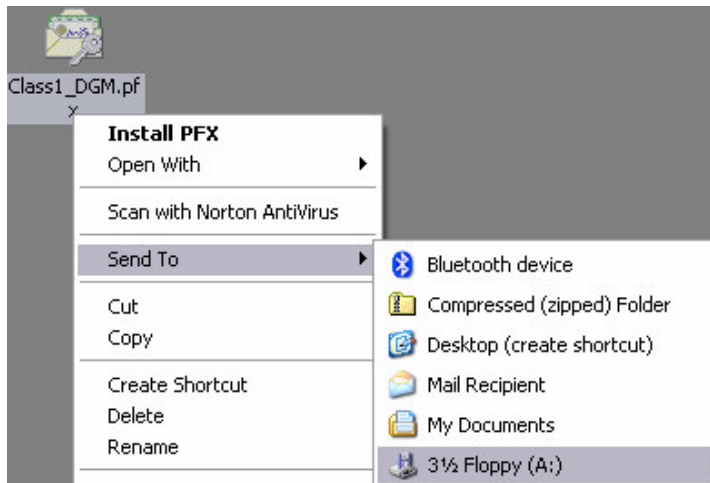 Class1_DGM.pf
x
Install PFX
Open With
Scan with Norton AntiVirus
Send To
Cut
Copy
Create Shortcut
Delete
Rename
Bluetooth device
Compressed (zipped) Folder
Desktop (create shortcut)
Mail Recipient
My Documents
3½ Floppy (A:)